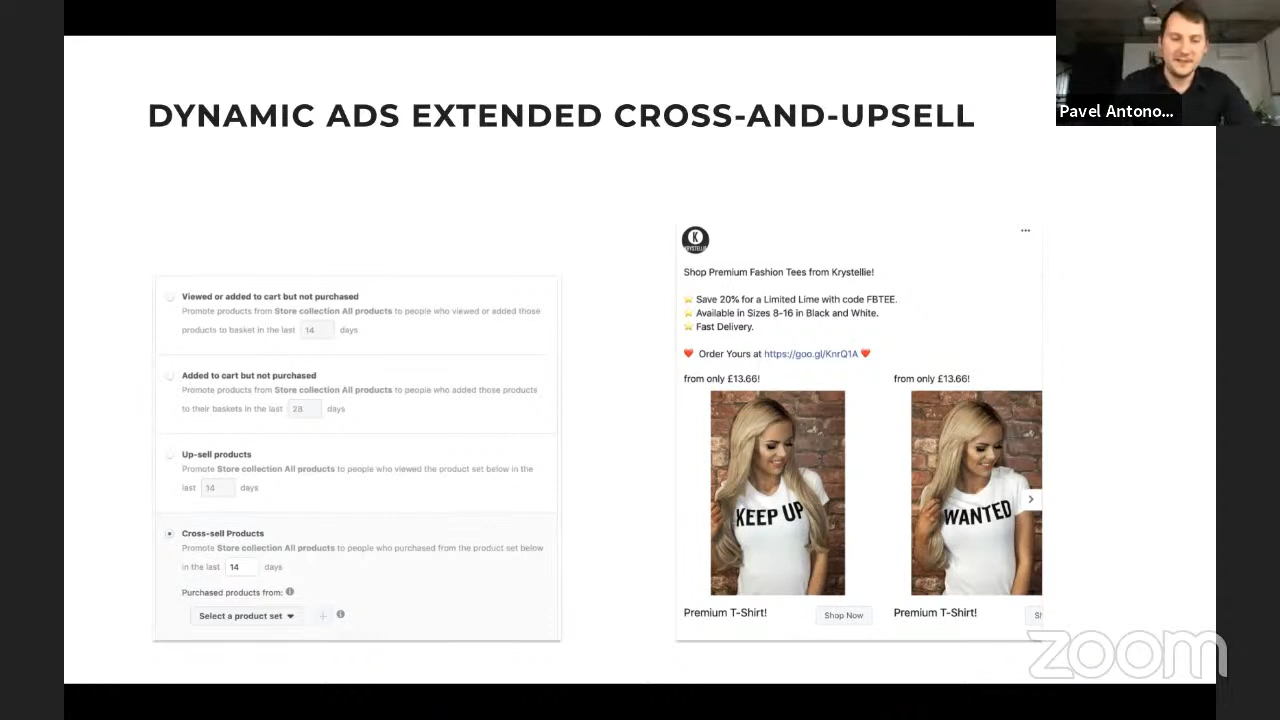 DYNAMIC ADS EXTENDED CROSS-AND-UPSELL
Pavel Antono...
Viewed or added to cart but not purchased
Promote products from Store collection All products to people who viewed or added those
products to basket in the last 14 days
Added to cart but not purchased
Promote products from Store collection All products to people who added those products
to their baskets in the last 28 days
Up-sell products
Promote Store collection All products to people who viewed the product set below in the
last 14 days
Cross-sell Products
Promote Store collection All products to people who purchased from the product set below
in the last 14 days
Purchased products from:
Select a product set
K
KRYSTELLIE
Shop Premium Fashion Tees from Krystellie!
Save 20% for a Limited Lime with code FBTEE.
Available in Sizes 8-16 in Black and White.
Fast Delivery.
Order Yours at https://goo.gl/KnrQ1A
from only £13.66!
from only £13.66!
KEEP UP
WANTED
Premium T-Shirt!
Shop Now
Premium T-Shirt!
Sh
zoom